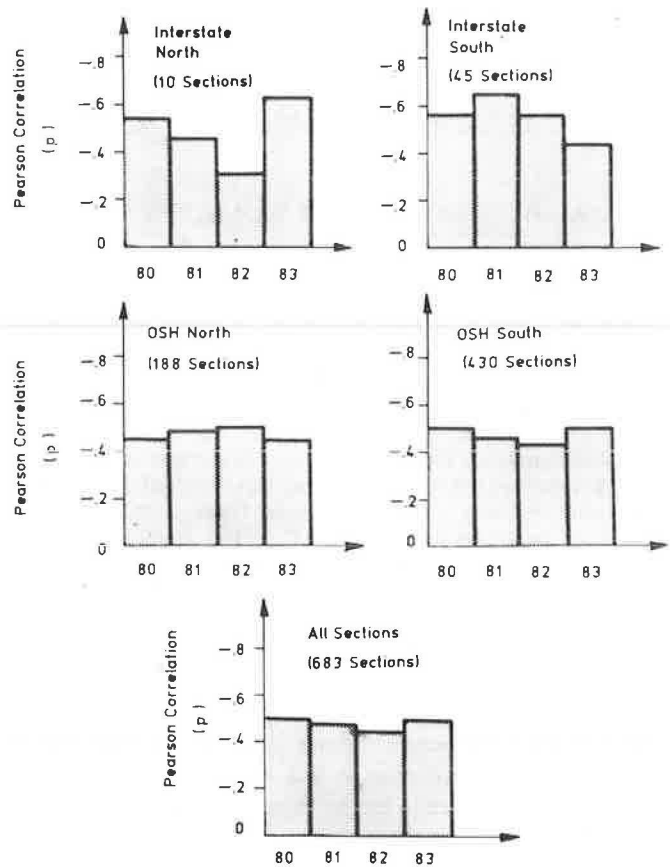 Interstate
North
(10 Sections)
Pearson Correlation
(p)
-.8
-.6
-.4
-.2
0
80 81 82 83
Interstate
South
(45 Sections)
-.8
-.6
-.4
-.2
0
80 81 82 83
OSH North
(188 Sections)
Pearson Correlation
(p)
-.8
-.6
-.4
-.2
0
80 81 82 83
OSH South
(430 Sections)
-.8
-.6
-.4
-.2
0
80 81 82 83
All Sections
(683 Sections)
Pearson Correlation
(p)
-.8
-.6
-.4
-.2
0
80 81 82 83